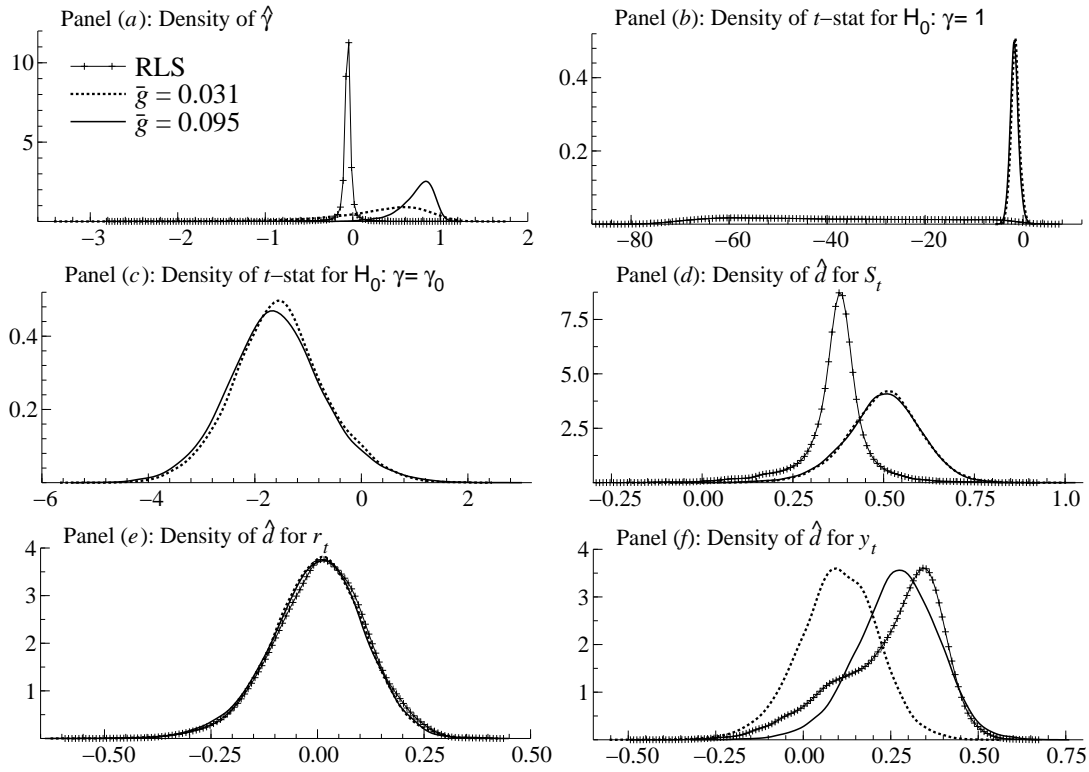 Panel (a): Density of γ̂
10
5
RLS
ḡ = 0.031
ḡ = 0.095
−3 −2 −1 0 1 2
Panel (b): Density of t−stat for H₀: γ= 1
0.4
0.2
−80 −60 −40 −20 0
Panel (c): Density of t−stat for H₀: γ= γ₀
0.4
0.2
−6 −4 −2 0 2
Panel (d): Density of d̂ for Sₜ
7.5
5.0
2.5
−0.25 0.00 0.25 0.50 0.75 1.0
Panel (e): Density of d̂ for rₜ
4
3
2
1
−0.50 −0.25 0.00 0.25 0.50
Panel (f): Density of d̂ for yₜ
4
3
2
1
−0.50 −0.25 0.00 0.25 0.50 0.75